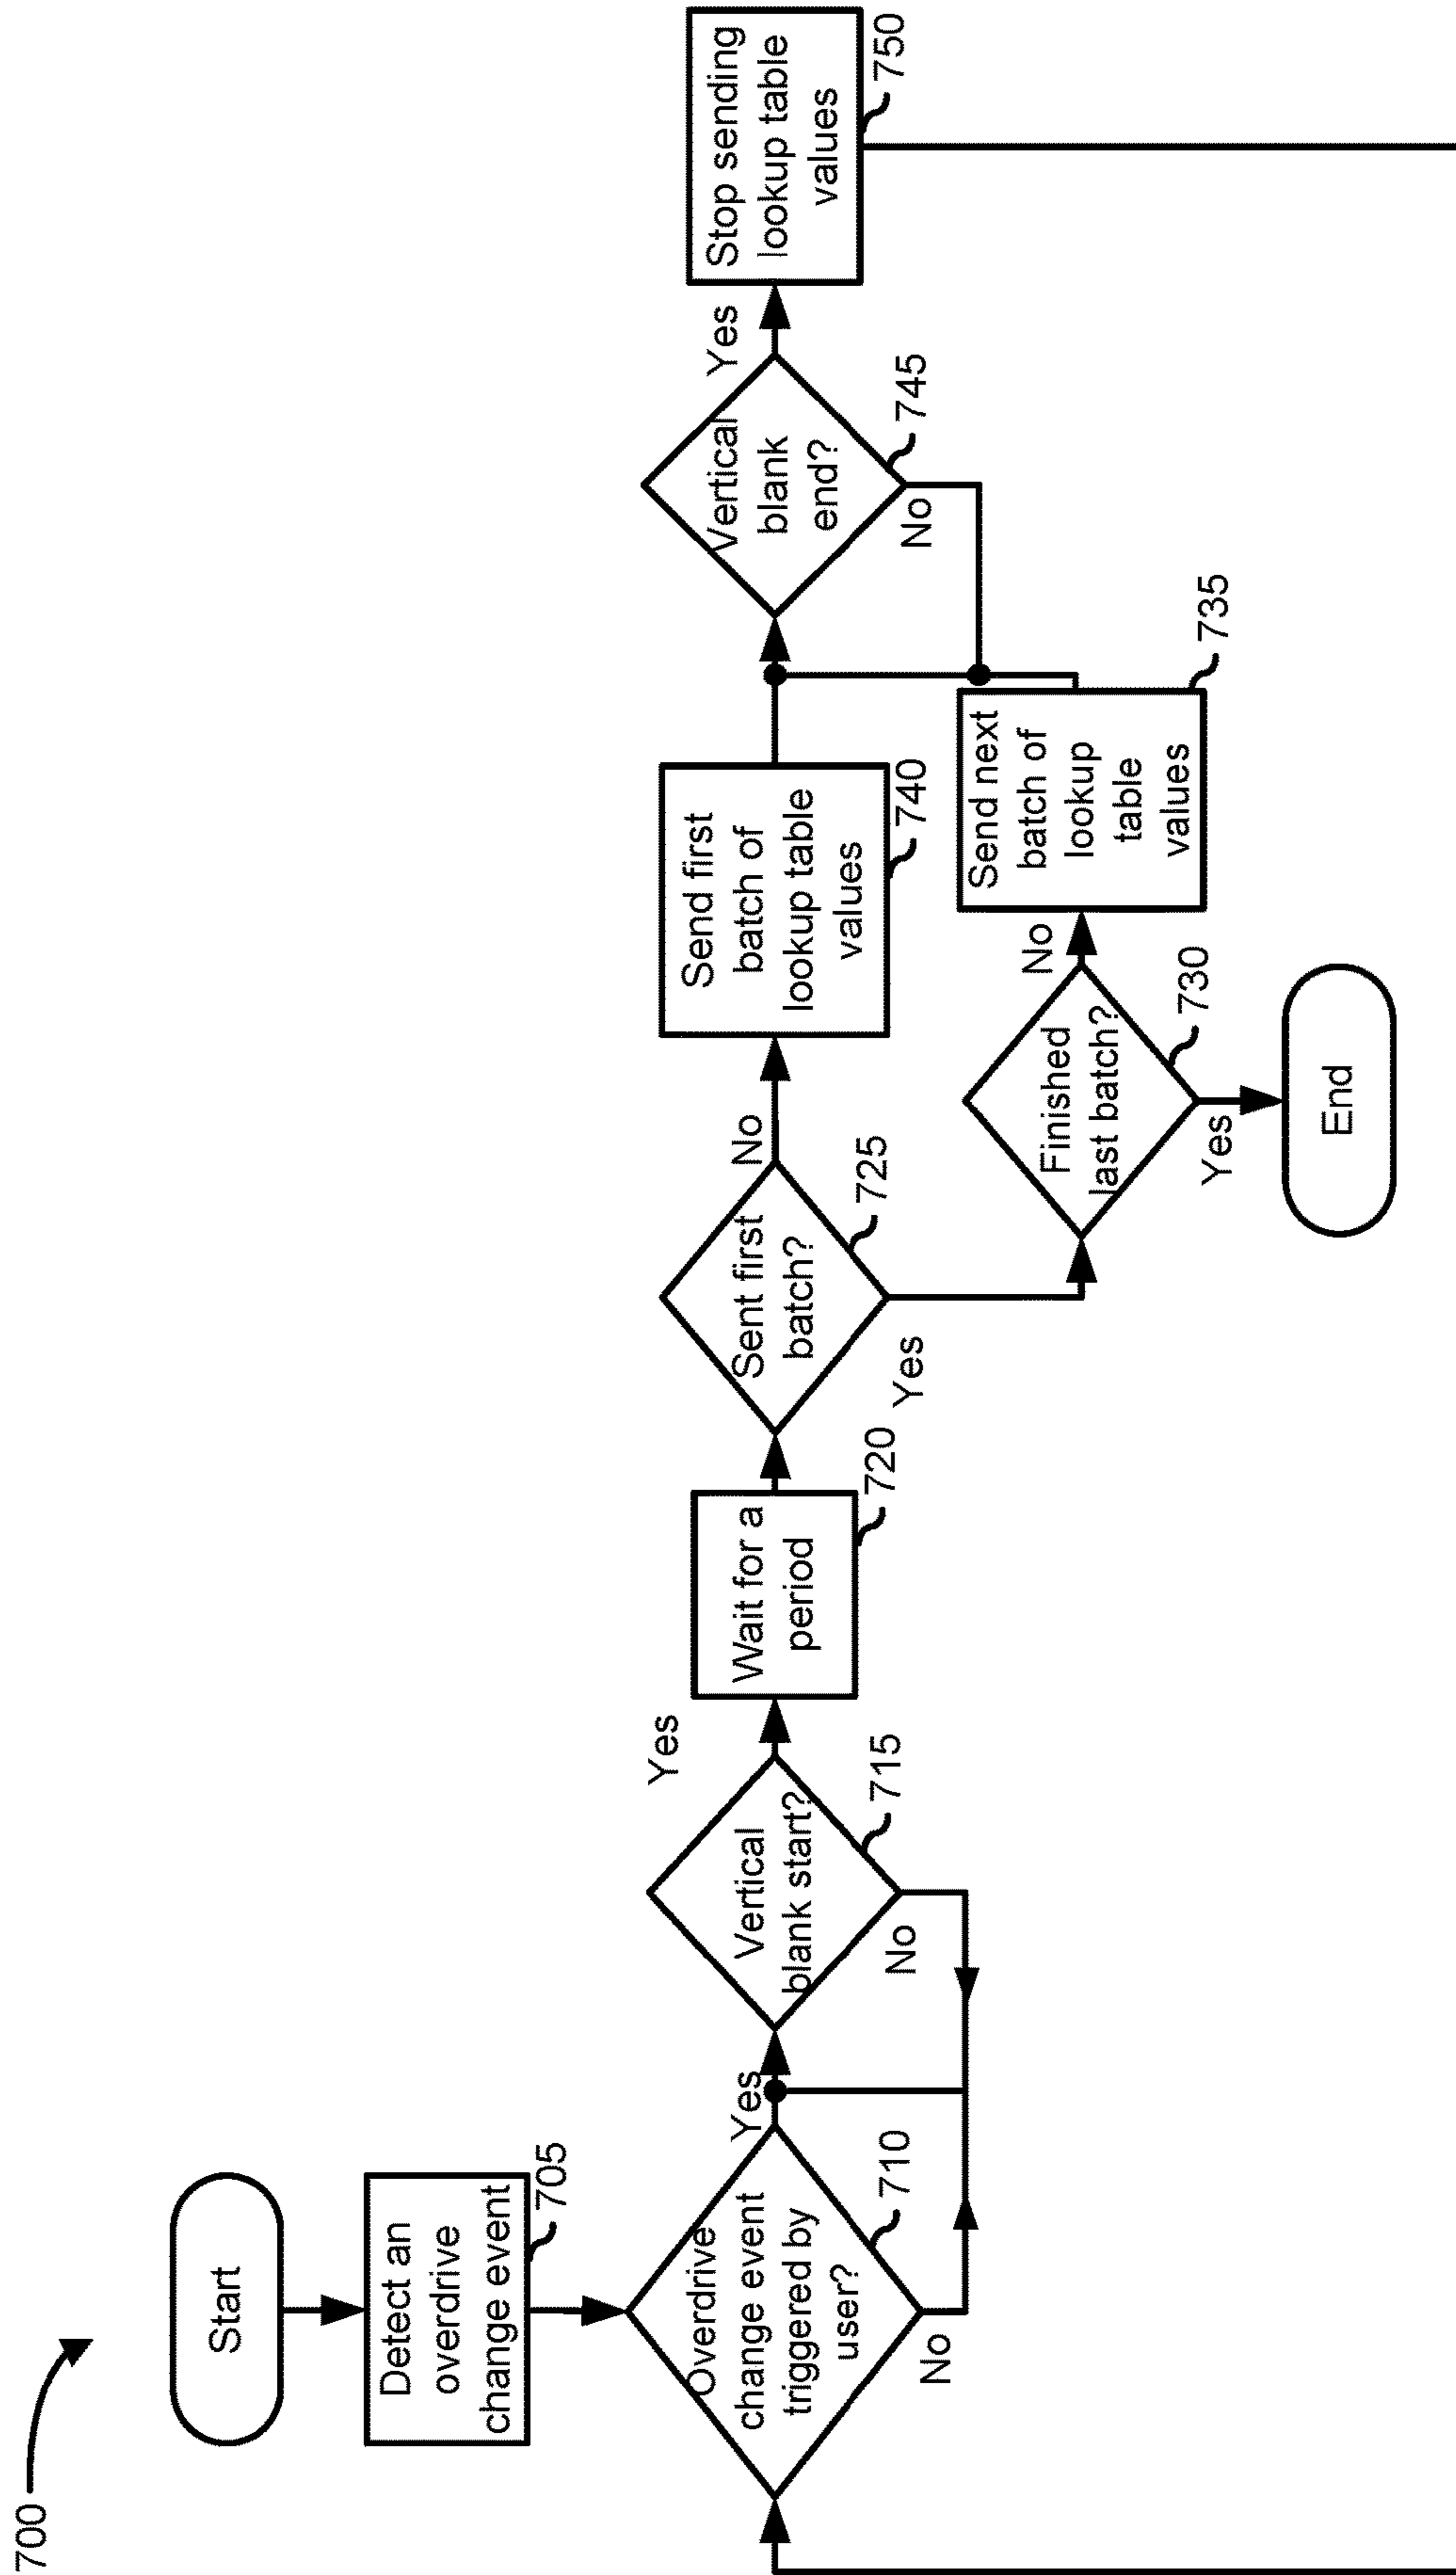 700
Start
Detect an
overdrive
change event
705
Overdrive
change event
triggered by
user?
710
Yes
No
Vertical
blank start?
715
Yes
No
Wait for a
period
720
Sent first
batch?
725
No
Yes
Send first
batch of
lookup table
values
740
Finished
last batch?
730
No
Yes
End
Send next
batch of
lookup
table
values
735
Vertical
blank
end?
745
Yes
No
Stop sending
lookup table
values
750